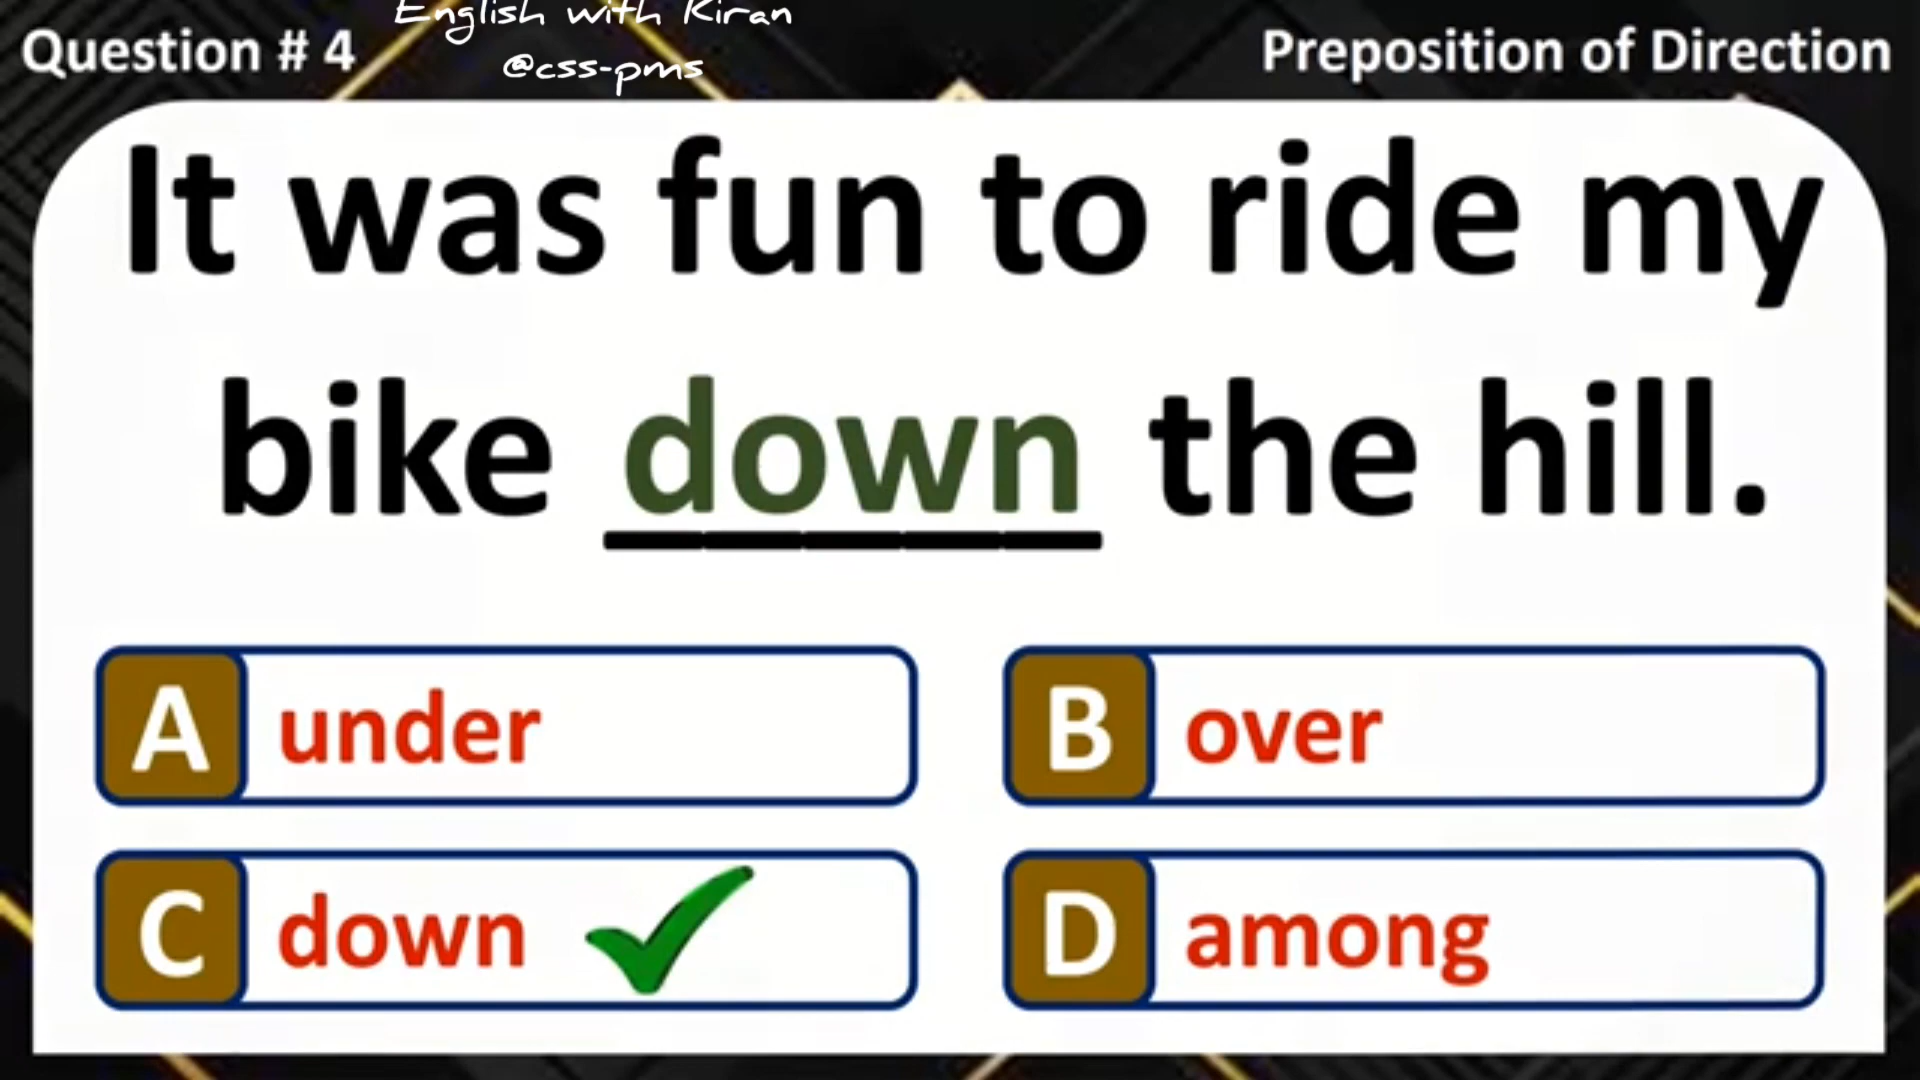 English with Kiran
@css-pms
Question # 4
Preposition of Direction
It was fun to ride my
bike down the hill.
A under
B over
C down
D among